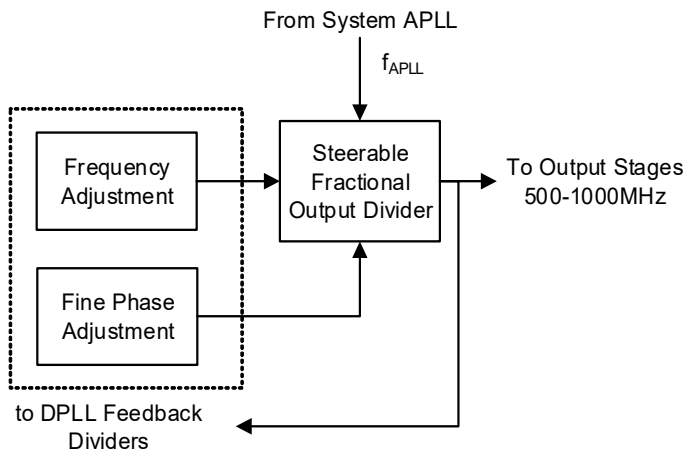 From System APLL
fAPLL
Frequency
Adjustment
Steerable
Fractional
Output Divider
To Output Stages
500-1000MHz
Fine Phase
Adjustment
to DPLL Feedback
Dividers